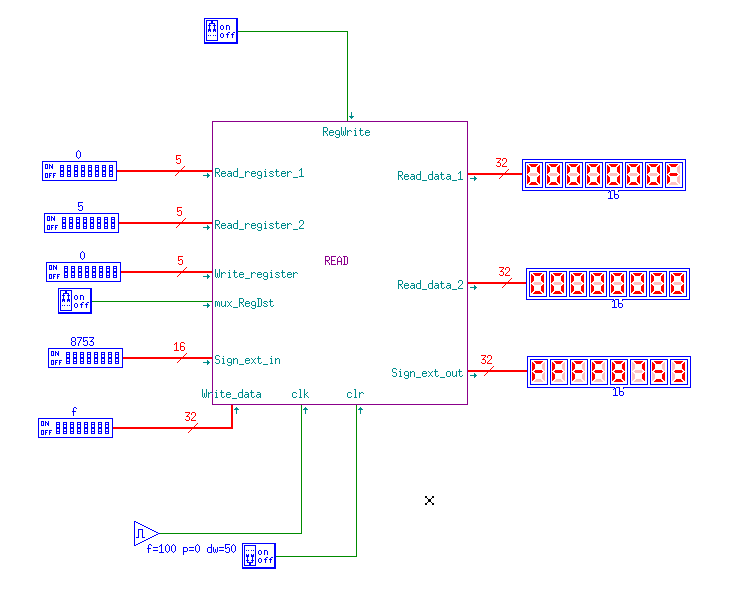 on
off
RegWrite
0
ON
OFF
5
Read_register_1
Read_data_1
32
0000000F
16
5
ON
OFF
5
Read_register_2
READ
0
ON
OFF
5
Write_register
Read_data_2
32
00000000
16
on
off
mux_RegDst
8753
ON
OFF
16
Sign_ext_in
Sign_ext_out
32
FFFF8753
16
Write_data
clk
clr
f
ON
OFF
32
f=100 p=0 dw=50
on
off